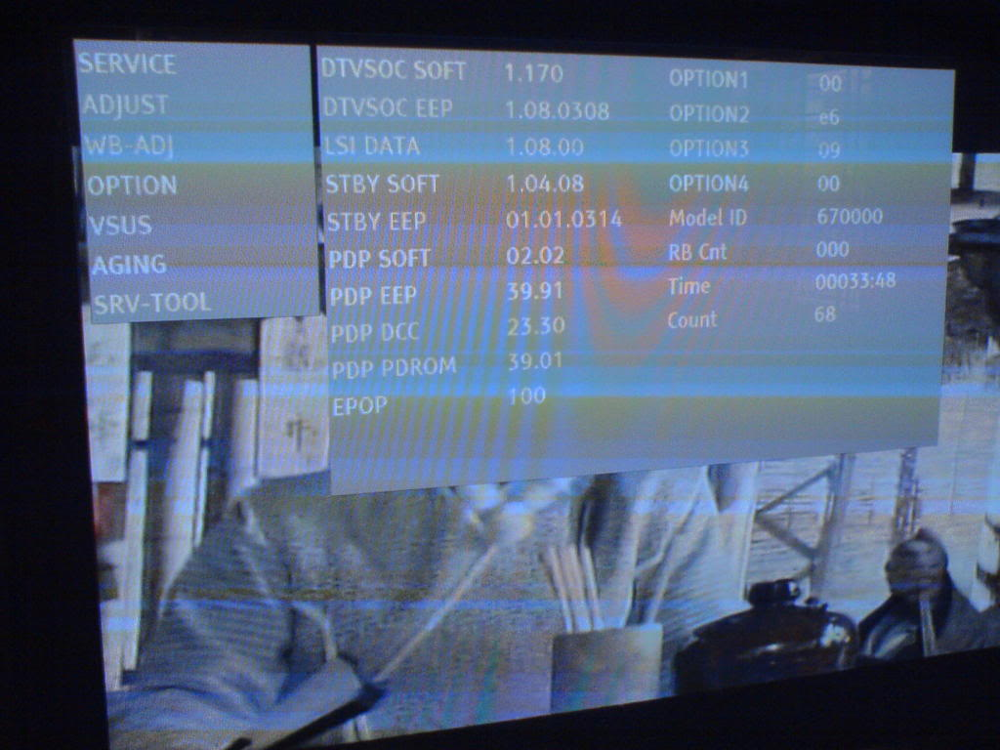 SERVICE
ADJUST
WB-ADJ
OPTION
VSUS
AGING
SRV-TOOL
DTVSOC SOFT 1.170
DTVSOC EEP 1.08.0308
LSI DATA 1.08.00
STBY SOFT 1.04.08
STBY EEP 01.01.0314
PDP SOFT 02.02
PDP EEP 39.91
PDP DCC 23.30
PDP PDROM 39.01
EPOP 100
OPTION1 00
OPTION2 e6
OPTION3 09
OPTION4 00
Model ID 670000
RB Cnt 000
Time 00033:48
Count 68